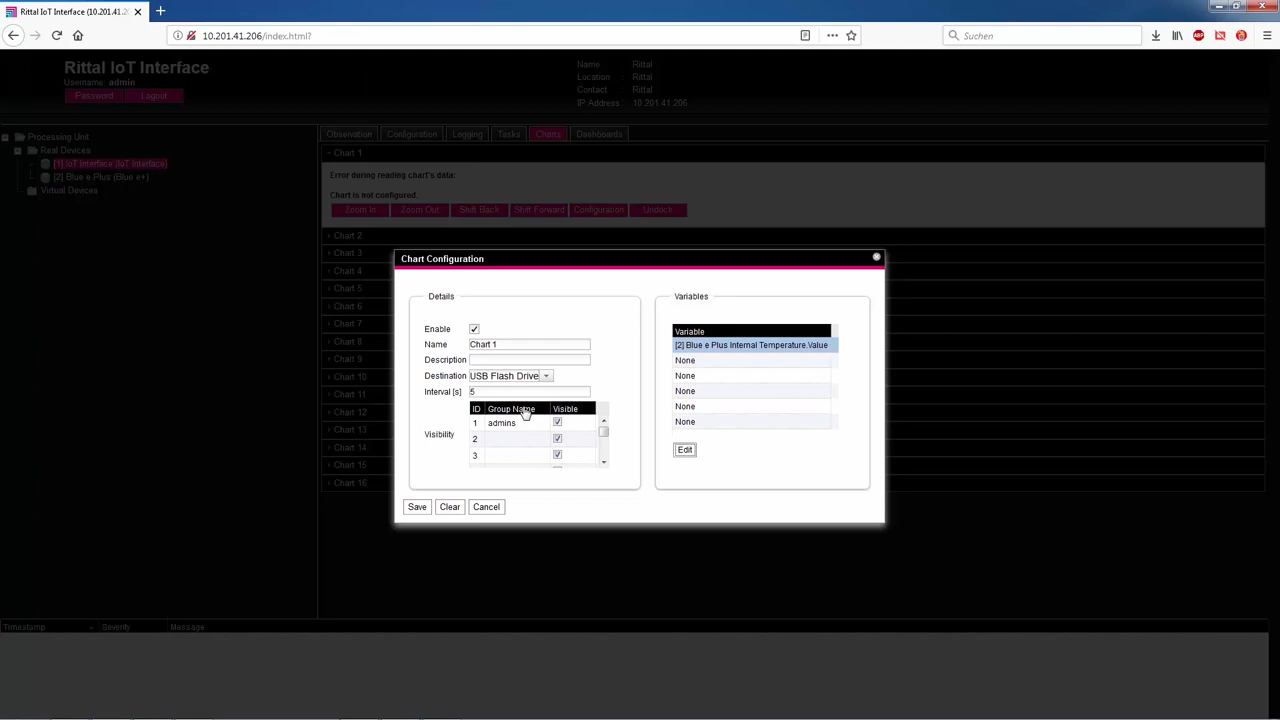 Rittal IoT Interface (10.201.41.20
10.201.41.206/index.html?
Suchen
Rittal IoT Interface
Username: admin
Password
Logout
Name : Rittal
Location : Rittal
Contact : Rittal
IP Address : 10.201.41.206
Processing Unit
Real Devices
[1] IoT Interface (IoT Interface)
[2] Blue e Plus (Blue e+)
Virtual Devices
Observation
Configuration
Logging
Tasks
Charts
Dashboards
Chart 1
Error during reading chart's data:
Chart is not configured.
Zoom In
Zoom Out
Shift Back
Shift Forward
Configuration
Undock
Chart 2
Chart 3
Chart 4
Chart 5
Chart 6
Chart 7
Chart 8
Chart 9
Chart 10
Chart 11
Chart 12
Chart 13
Chart 14
Chart 15
Chart 16
Chart Configuration
Details
Enable
Name Chart 1
Description
Destination USB Flash Drive
Interval [s] 5
Visibility
ID Group Name Visible
1 admins
2
3
Variables
Variable
[2] Blue e Plus Internal Temperature.Value
None
None
None
None
None
Edit
Save
Clear
Cancel
Timestamp
Severity
Message